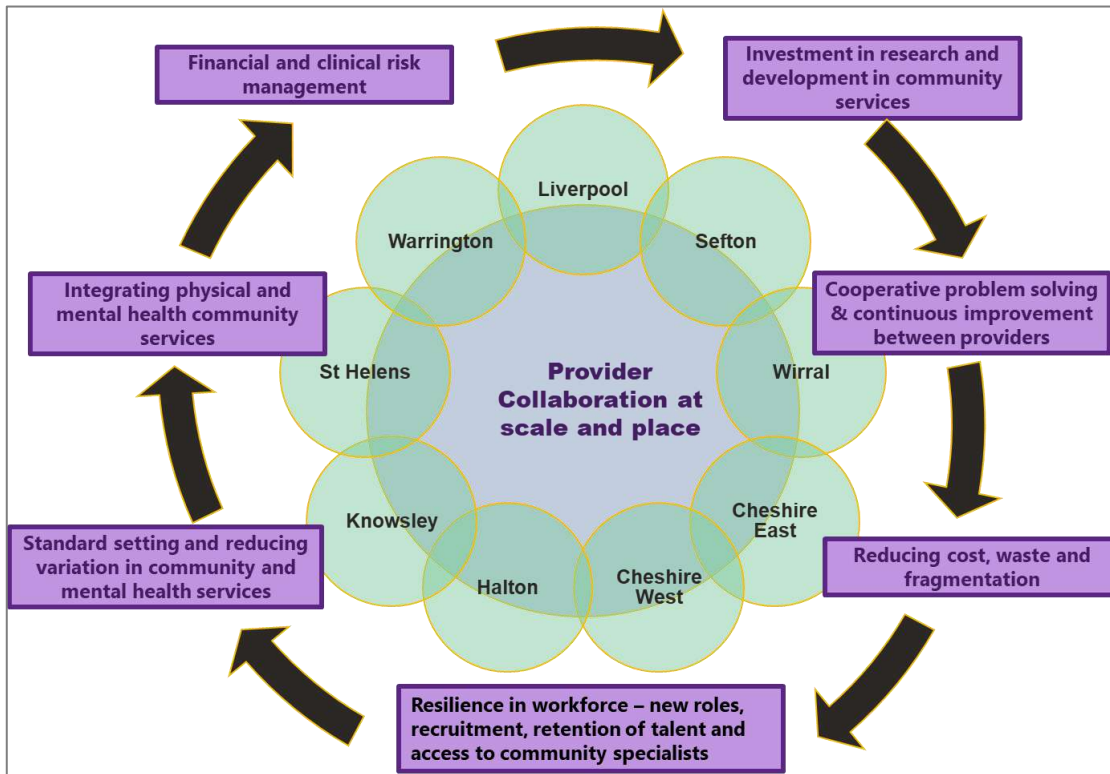 Financial and clinical risk
management
Investment in research and
development in community
services
Liverpool
Warrington
Sefton
Integrating physical and
mental health community
services
Cooperative problem solving
& continuous improvement
between providers
St Helens
Provider
Collaboration at
scale and place
Wirral
Knowsley
Cheshire
East
Standard setting and reducing
variation in community and
mental health services
Halton
Cheshire
West
Reducing cost, waste and
fragmentation
Resilience in workforce – new roles,
recruitment, retention of talent and
access to community specialists